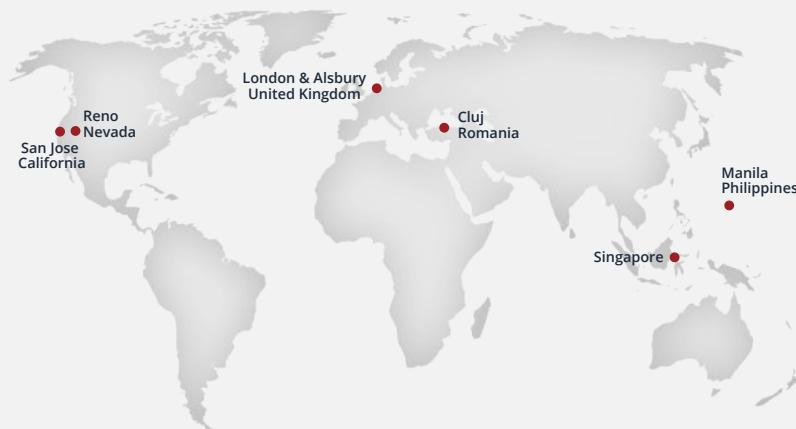 London & Alsbury
United Kingdom
Reno
Nevada
San Jose
California
Cluj
Romania
Manila
Philippines
Singapore